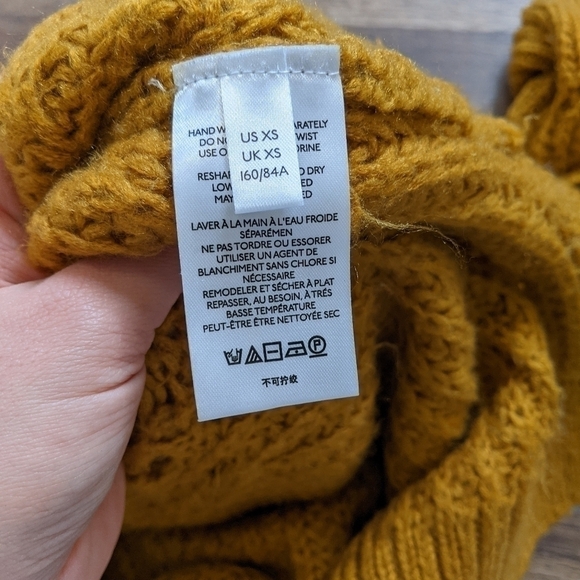 HAND W ARATELY
DO NO WIST
USE O ORINE
US XS
UK XS
160/84A
RESHA O DRY
LOW ED
MAY ED
LAVER À LA MAIN À L'EAU FROIDE
SÉPARÉMEN
NE PAS TORDRE OU ESSORER
UTILISER UN AGENT DE
BLANCHIMENT SANS CHLORE SI
NÉCESSAIRE
REMODELER ET SÉCHER À PLAT
REPASSER, AU BESOIN, À TRÉS
BASSE TEMPÉRATURE
PEUT-ÊTRE ÊTRE NETTOYÉE SEC
不可拧绞